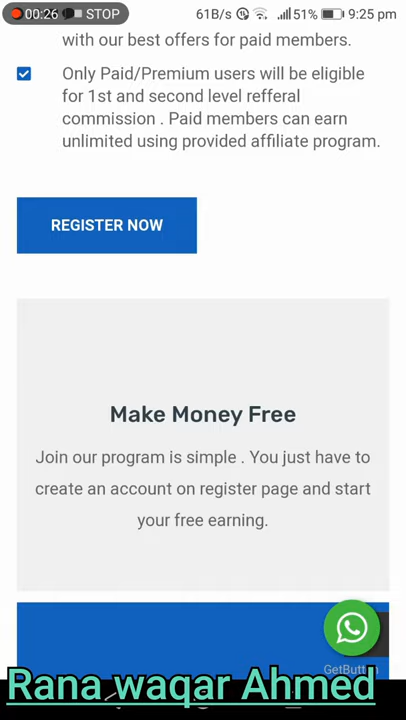 00:26 STOP 61B/s 51% 9:25 pm
with our best offers for paid members.
Only Paid/Premium users will be eligible
for 1st and second level refferal
commission . Paid members can earn
unlimited using provided affiliate program.
REGISTER NOW
Make Money Free
Join our program is simple . You just have to
create an account on register page and start
your free earning.
GetButton
Rana waqar Ahmed